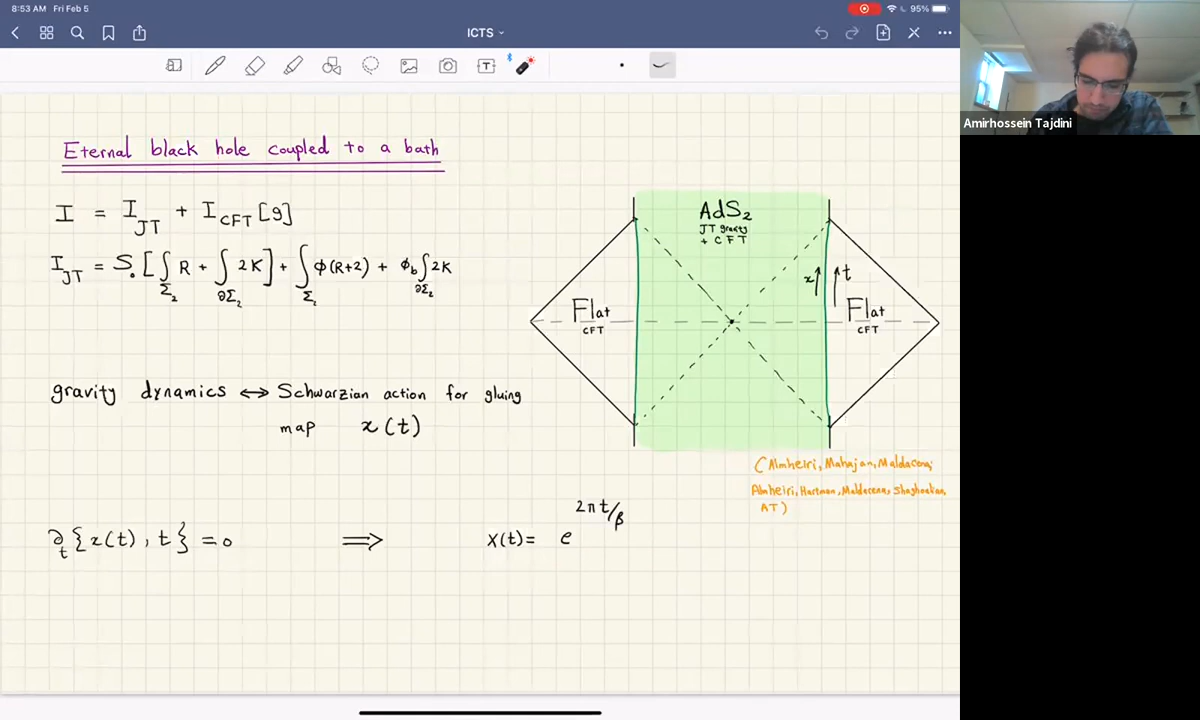 8:53 AM Fri Feb 5
95%
ICTS
Amirhossein Tajdini
Eternal black hole coupled to a bath
I = I_JT + I_CFT [g]
I_JT = S₀ [ ∫_Σ₂ R + ∫_∂Σ₂ 2K ] + ∫_Σ₂ ϕ(R+2) + ϕ_b ∫_∂Σ₂ 2K
AdS₂
JT gravity
+ CFT
x
t
Flat
CFT
Flat
CFT
gravity dynamics ⟷ Schwarzian action for gluing
map x(t)
(Almheiri, Mahajan, Maldacena;
Almheiri, Hartman, Maldacena, Shaghoulian,
AT)
∂_t {x(t), t} = 0 ⟹ x(t) = e^{2πt/β}